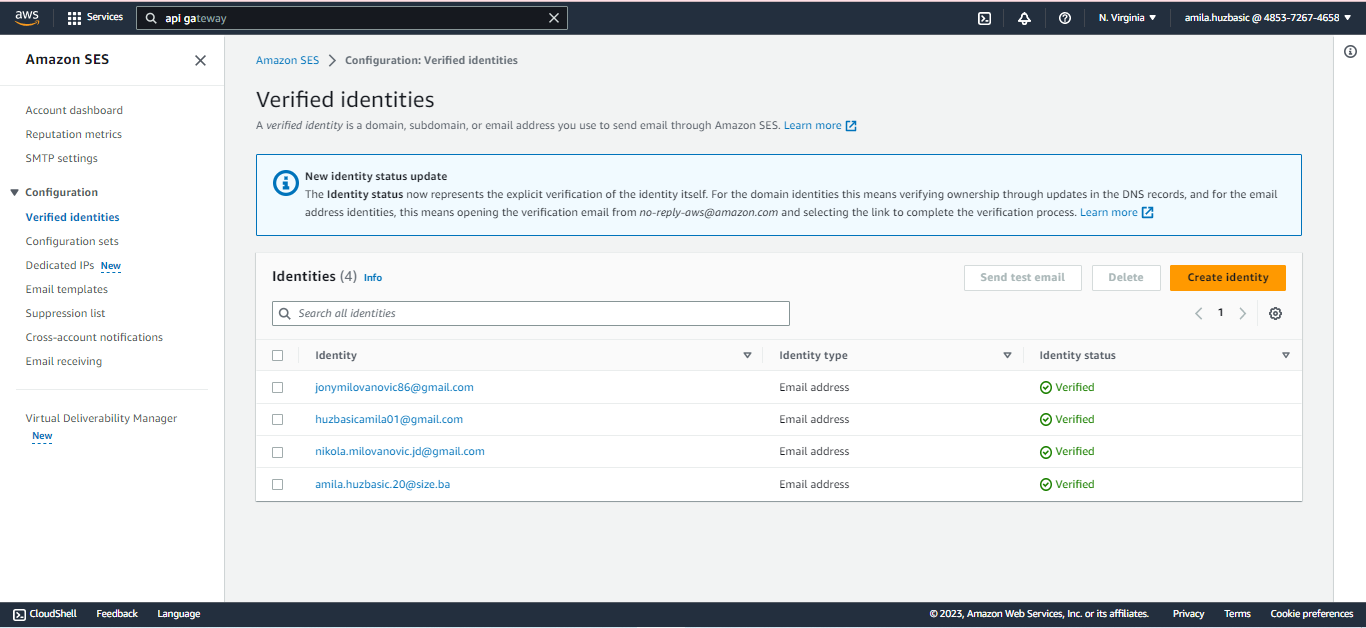 aws
Services
api gateway
N. Virginia
amila.huzbasic @ 4853-7267-4658
Amazon SES
Account dashboard
Reputation metrics
SMTP settings
Configuration
Verified identities
Configuration sets
Dedicated IPs New
Email templates
Suppression list
Cross-account notifications
Email receiving
Virtual Deliverability Manager
New
Amazon SES
Configuration: Verified identities
Verified identities
A verified identity is a domain, subdomain, or email address you use to send email through Amazon SES. Learn more
New identity status update
The Identity status now represents the explicit verification of the identity itself. For the domain identities this means verifying ownership through updates in the DNS records, and for the email
address identities, this means opening the verification email from no-reply-aws@amazon.com and selecting the link to complete the verification process. Learn more
Identities (4) Info
Send test email
Delete
Create identity
Search all identities
1
Identity Identity type Identity status
jonymilovanovic86@gmail.com Email address Verified
huzbasicamila01@gmail.com Email address Verified
nikola.milovanovic.jd@gmail.com Email address Verified
amila.huzbasic.20@size.ba Email address Verified
CloudShell Feedback Language
© 2023, Amazon Web Services, Inc. or its affiliates. Privacy Terms Cookie preferences